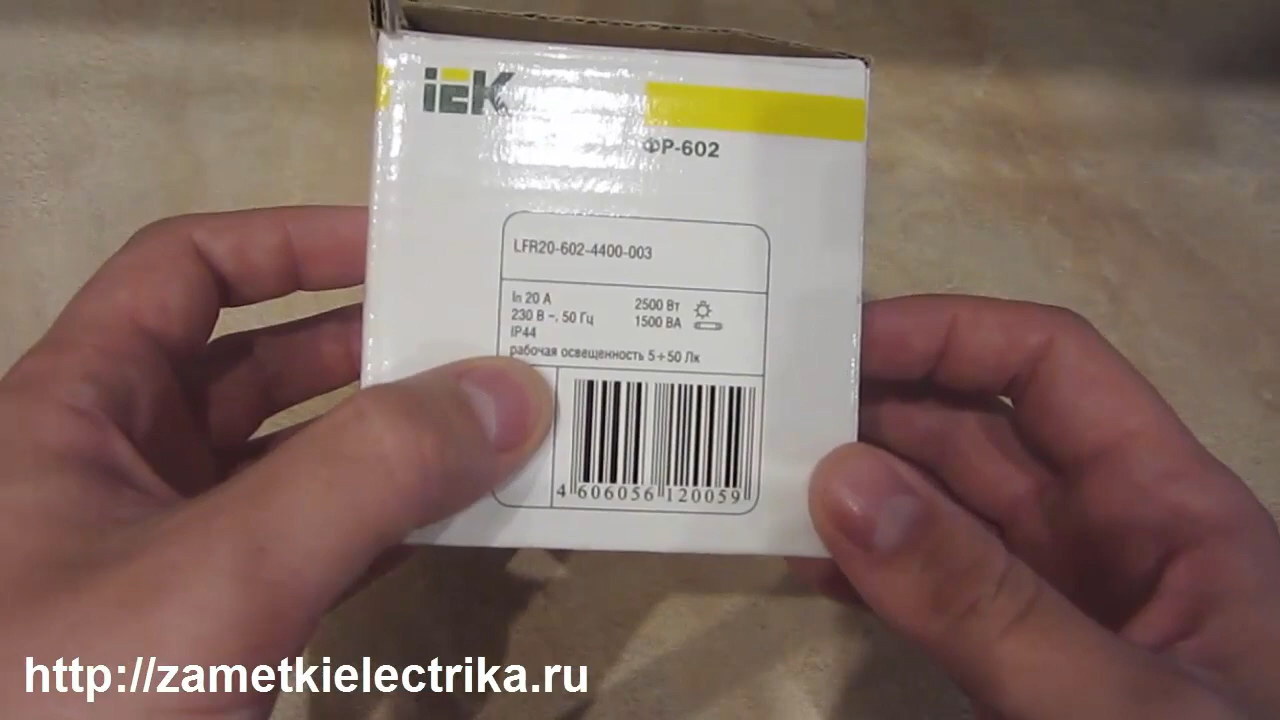 IEK
ФР-602
LFR20-602-4400-003
In 20 А
230 В ~, 50 Гц
IP44
2500 Вт
1500 ВА
рабочая освещенность 5÷50 Лк
4 606056 120059
http://zametkielectrika.ru